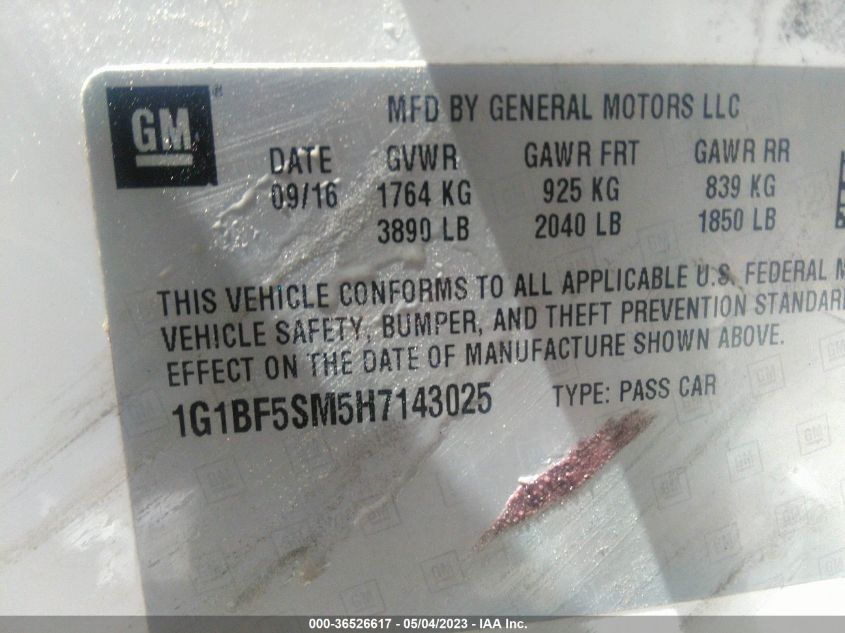 GM ®
MFD BY GENERAL MOTORS LLC
DATE GVWR GAWR FRT GAWR RR
09/16 1764 KG 925 KG 839 KG
3890 LB 2040 LB 1850 LB
THIS VEHICLE CONFORMS TO ALL APPLICABLE U.S. FEDERAL M
VEHICLE SAFETY, BUMPER, AND THEFT PREVENTION STANDAR
EFFECT ON THE DATE OF MANUFACTURE SHOWN ABOVE.
1G1BF5SM5H7143025 TYPE: PASS CAR
000-36526617 - 05/04/2023 - IAA Inc.